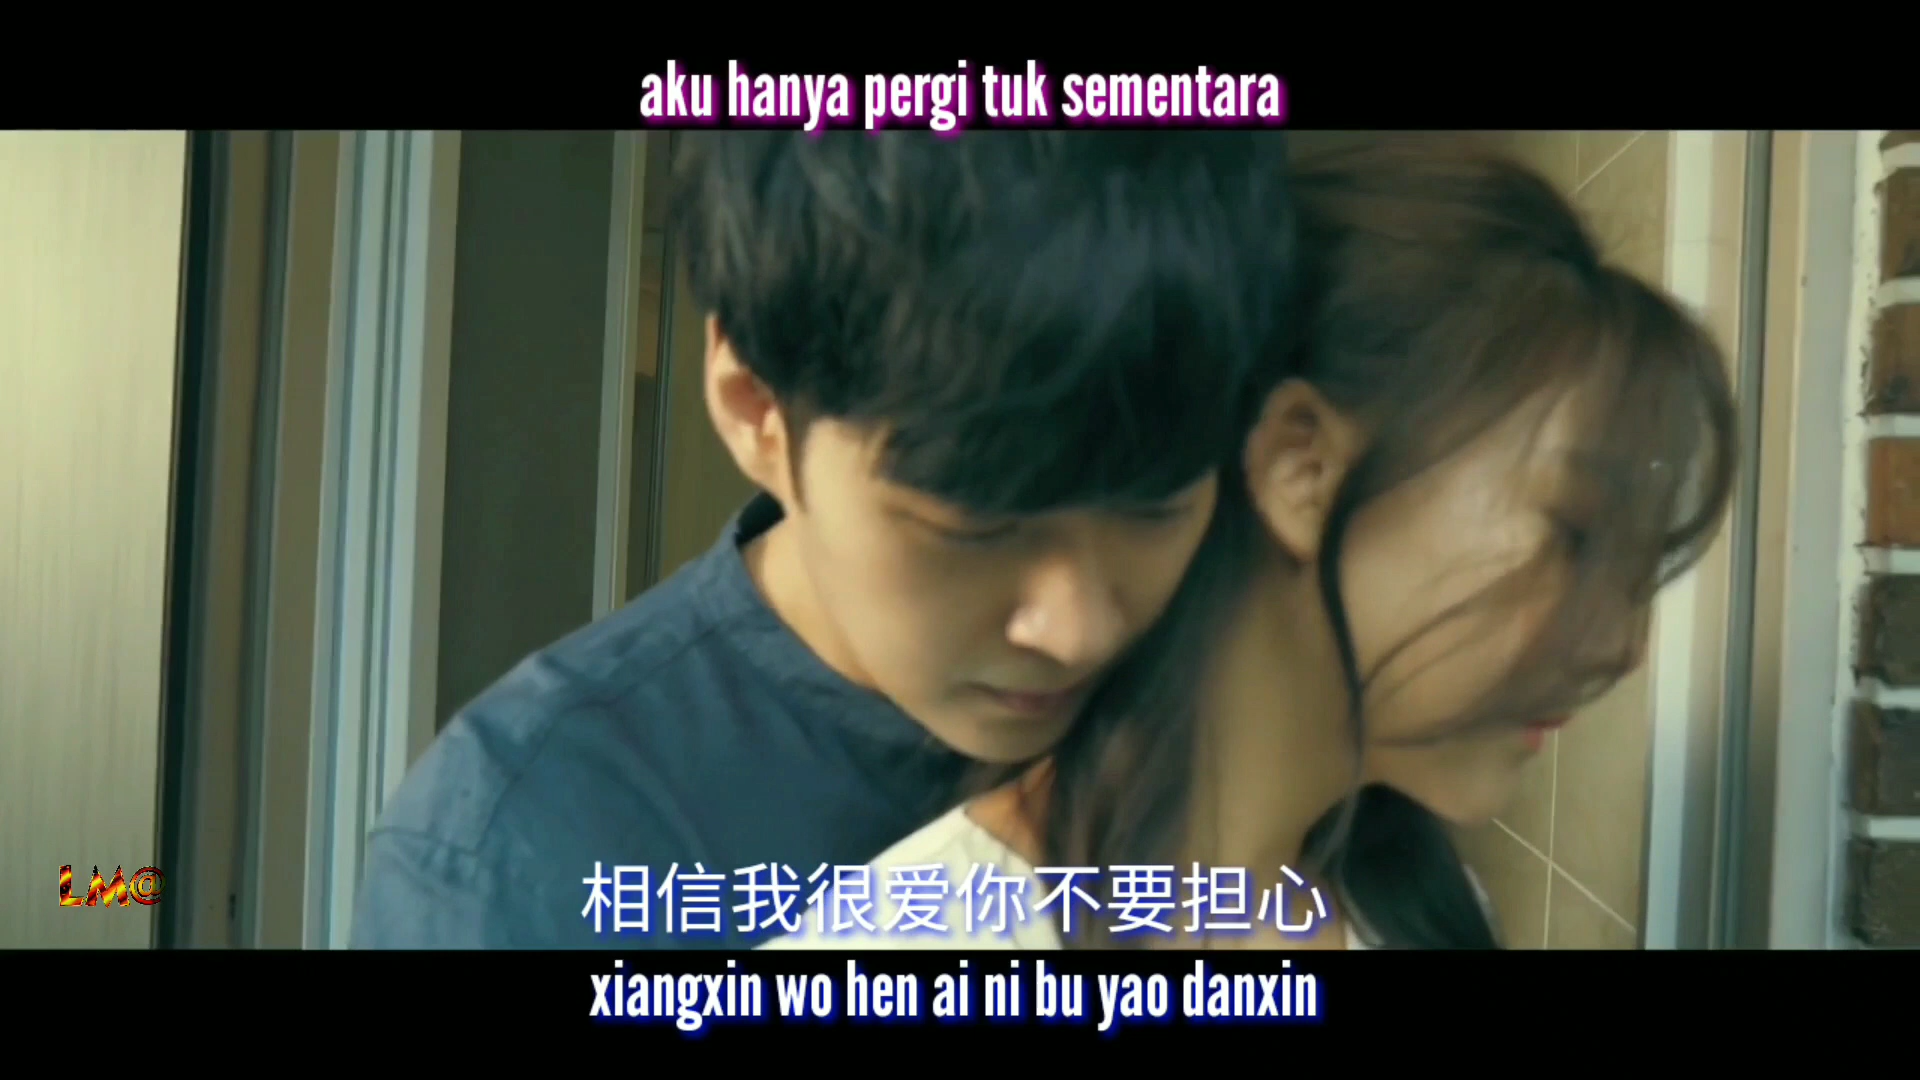 aku hanya pergi tuk sementara
LM@
相信我很爱你不要担心
xiangxin wo hen ai ni bu yao danxin